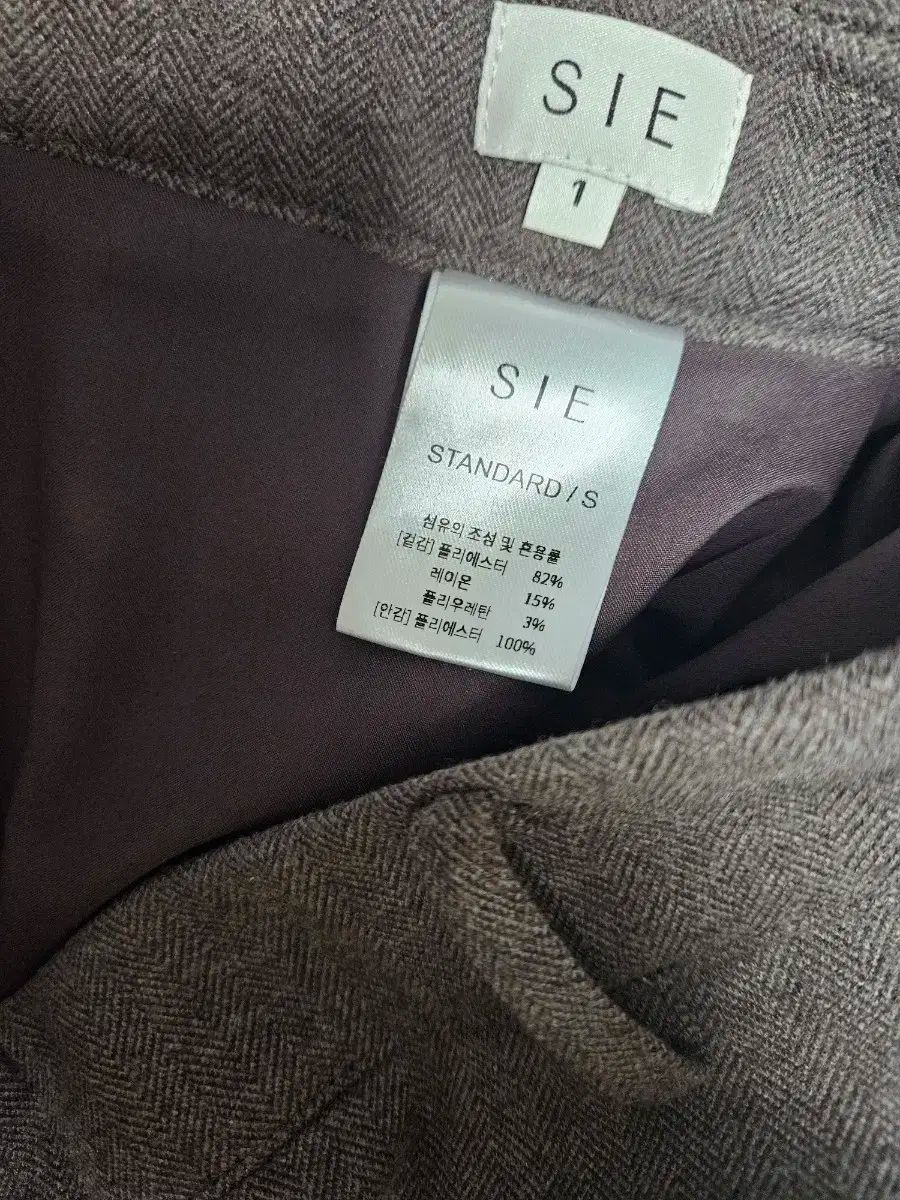 SIE
1
SIE
STANDARD/S
섬유의 조성 및 혼용률
[겉감] 폴리에스터 82%
레이온 15%
폴리우레탄 3%
[안감] 폴리에스터 100%